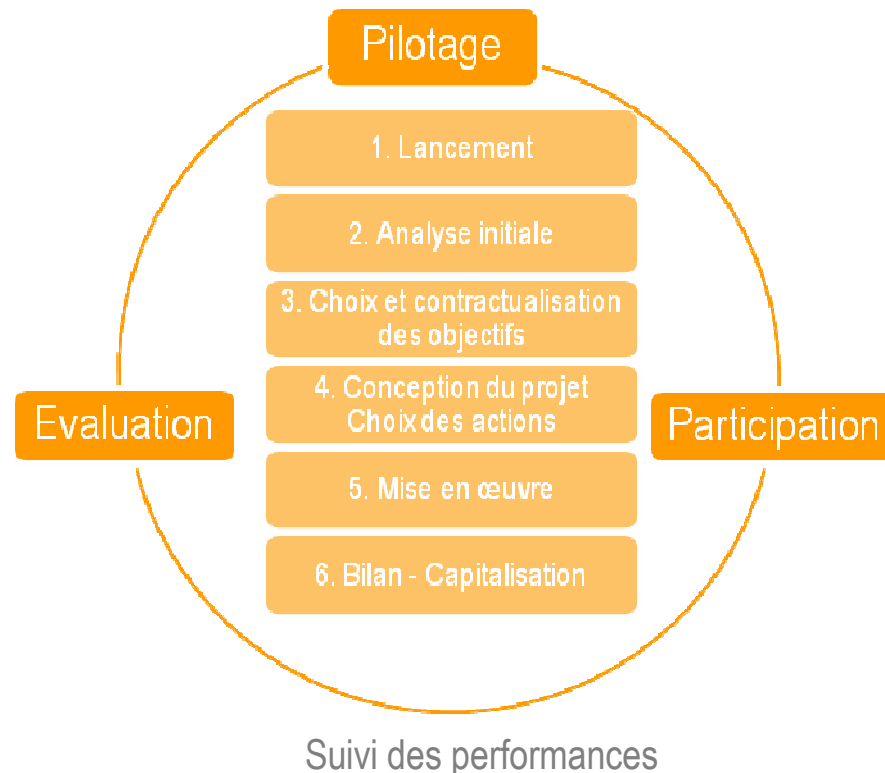 Pilotage
1. Lancement
2. Analyse initiale
3. Choix et contractualisation
des objectifs
4. Conception du projet
Choix des actions
Evaluation
Participation
5. Mise en œuvre
6. Bilan - Capitalisation
Suivi des performances